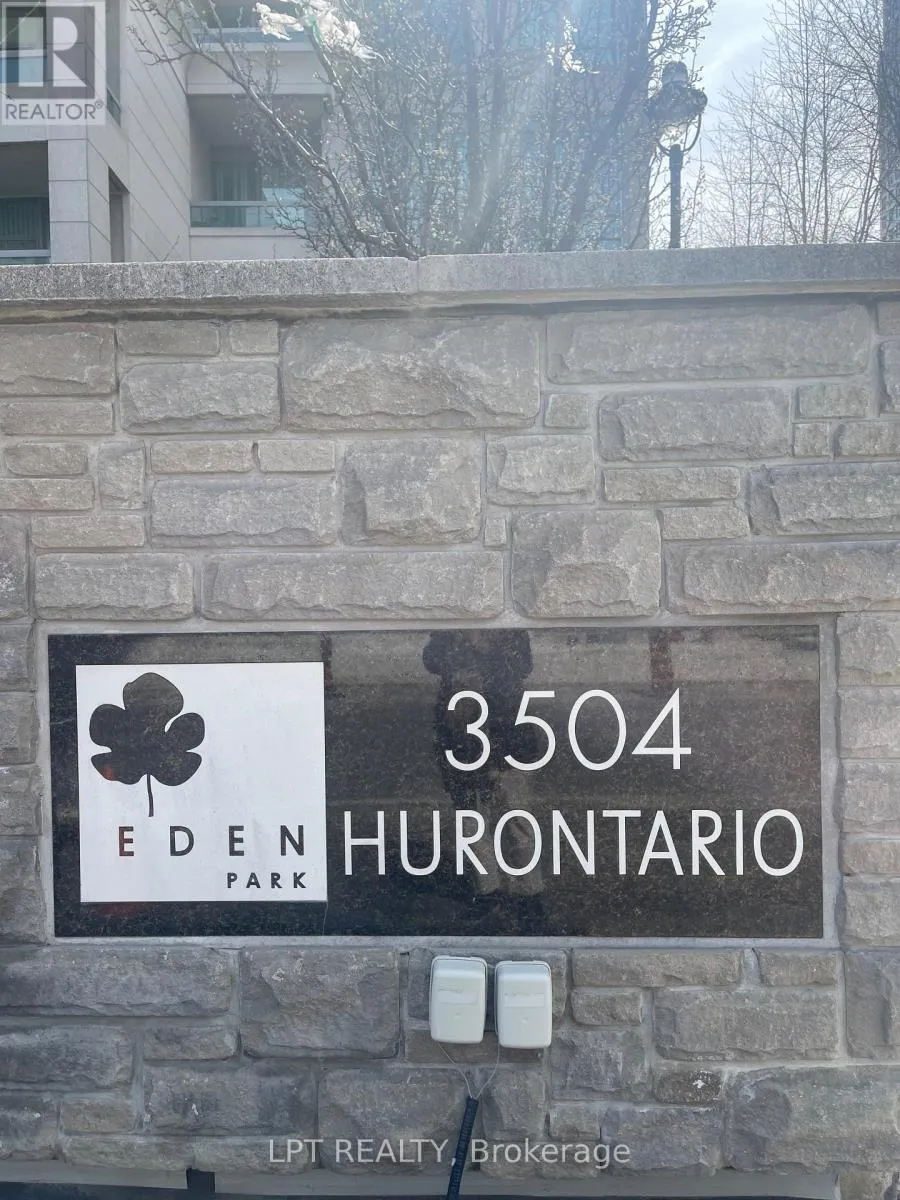 REALTOR®
3504
HURONTARIO
EDEN
PARK
LPT REALTY, Brokerage